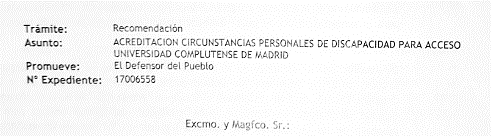 Trámite: Recomendación
Asunto: ACREDITACION CIRCUNSTANCIAS PERSONALES DE DISCAPACIDAD PARA ACCESO
UNIVERSIDAD COMPLUTENSE DE MADRID
Promueve: El Defensor del Pueblo
Nº Expediente: 17006558
Excmo. y Magfco. Sr.: